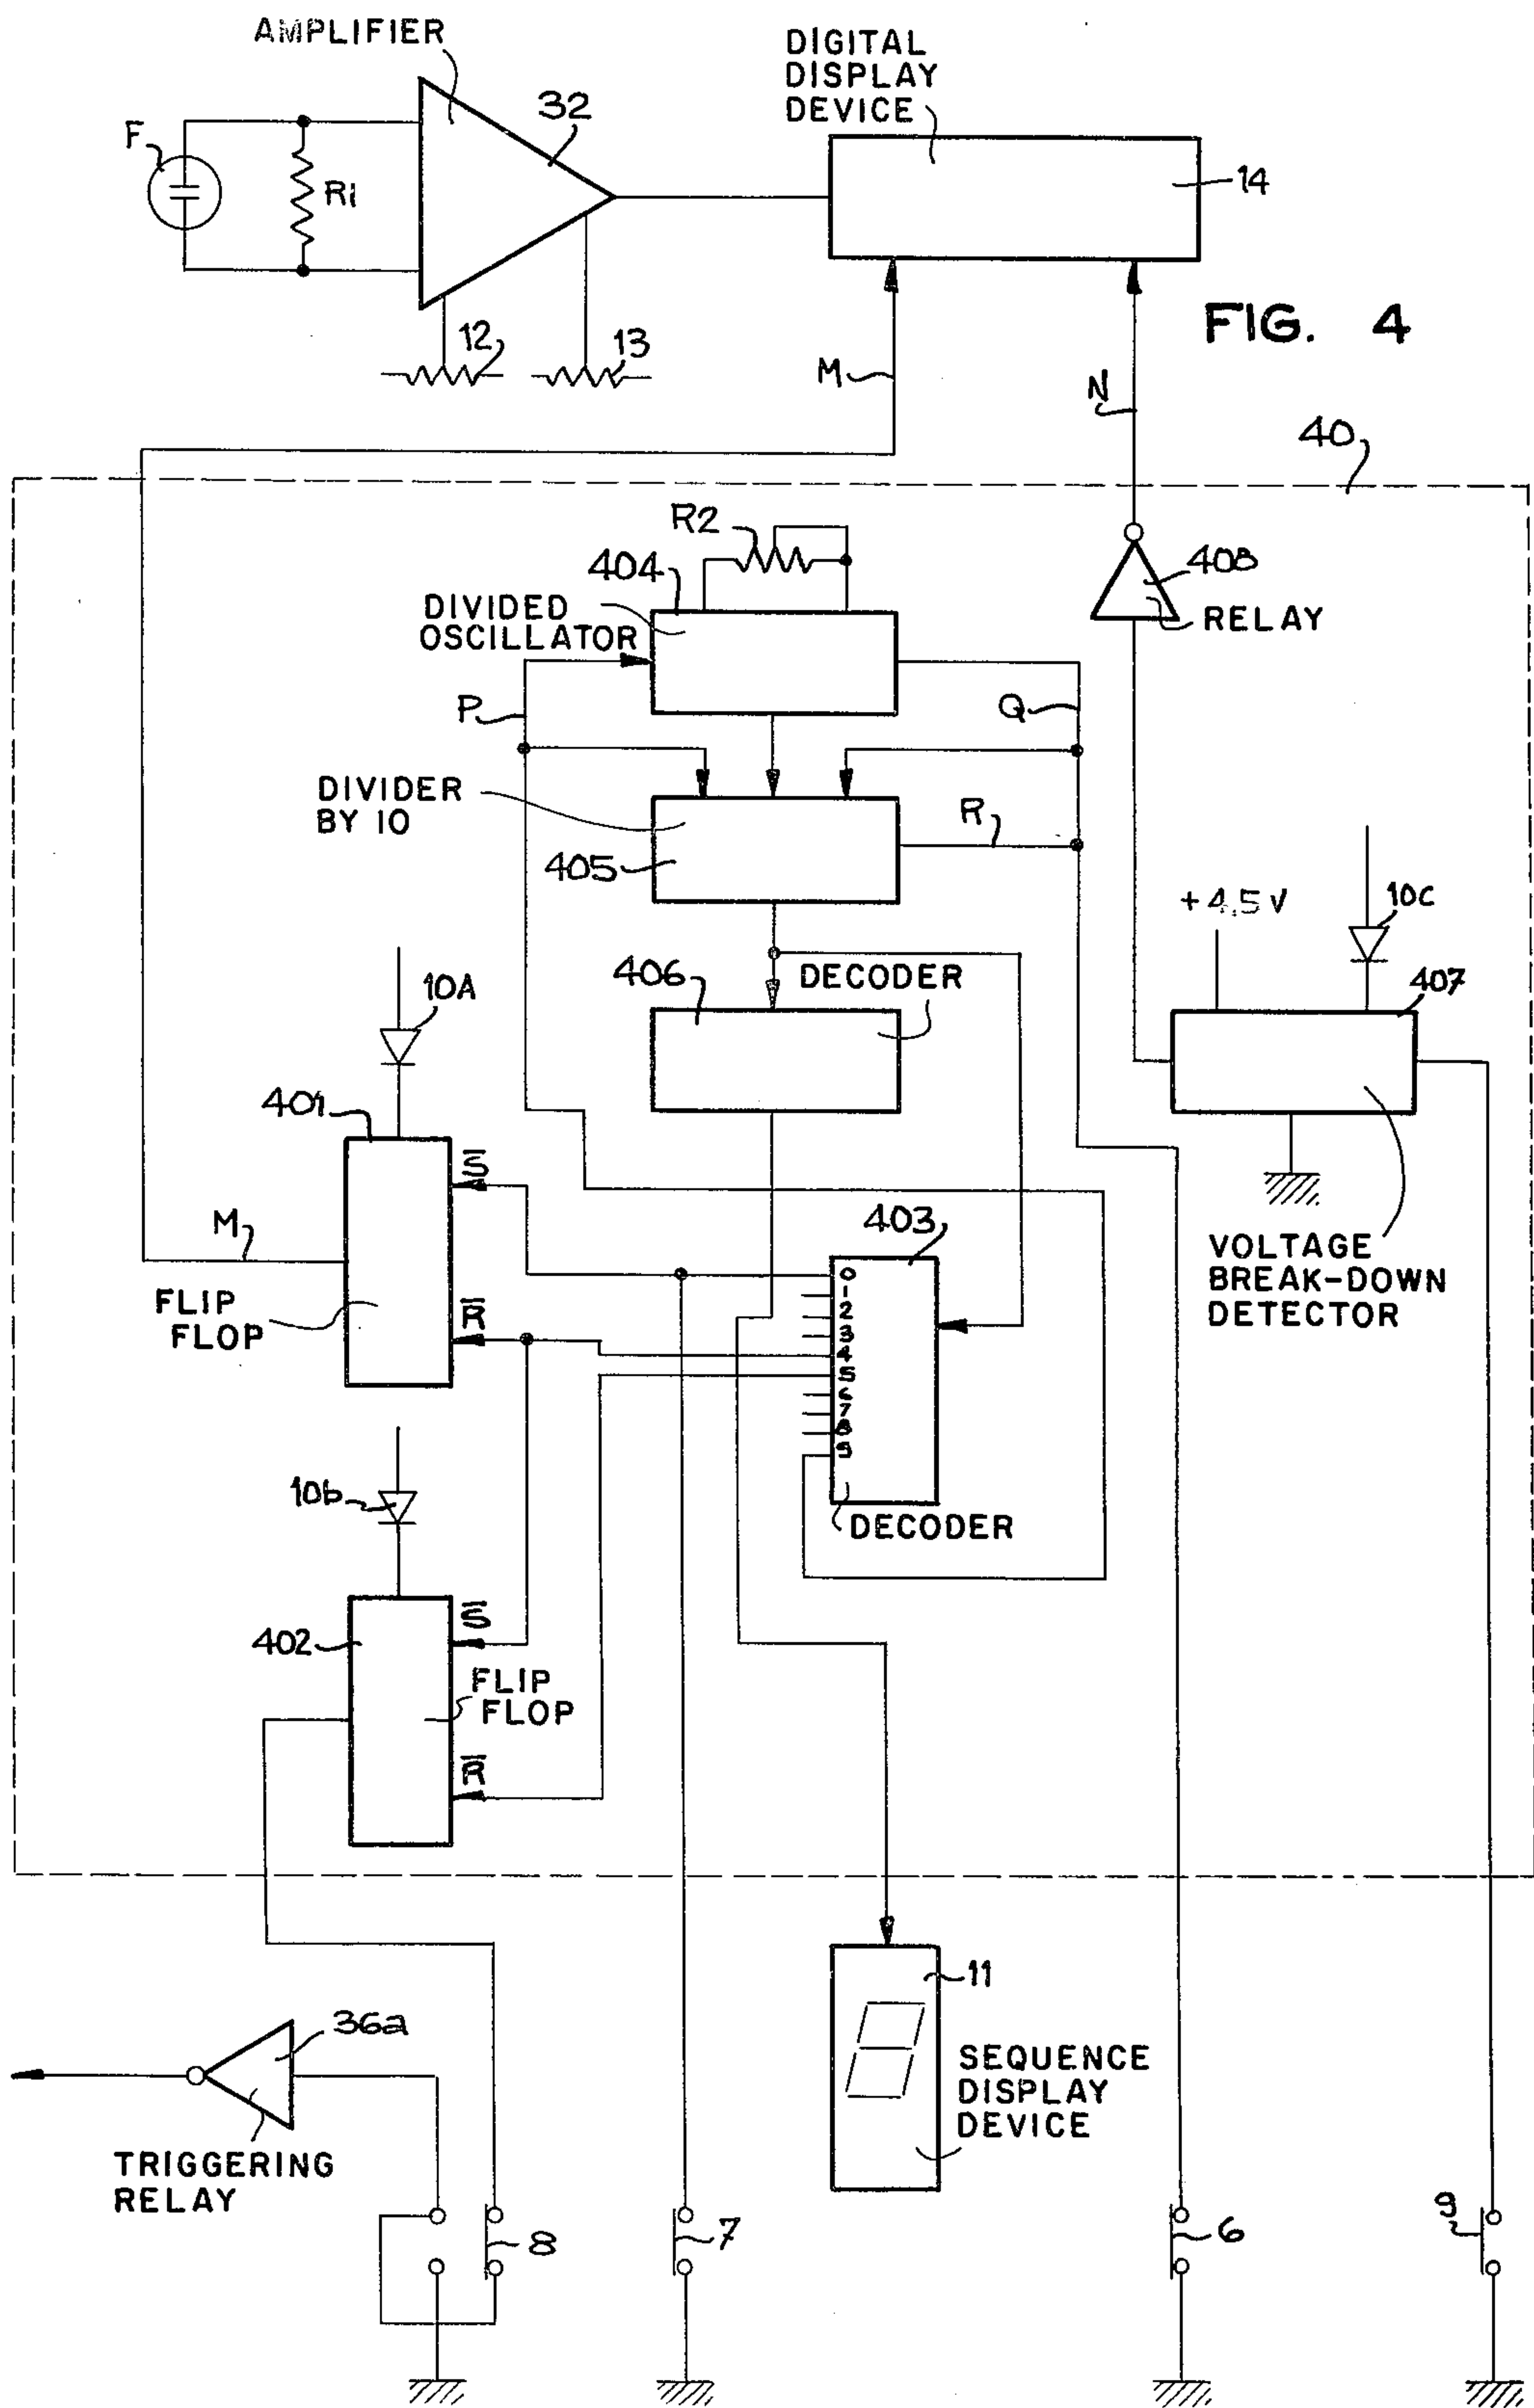 AMPLIFIER
DIGITAL
DISPLAY
DEVICE
32
F
R1
14
12
13
FIG. 4
M
N
40
R2
404
408
DIVIDED
OSCILLATOR
RELAY
P
Q
DIVIDER
BY 10
R
405
+4,5 V
10c
406
DECODER
407
10A
401
S̅
403
M
VOLTAGE
BREAK-DOWN
DETECTOR
0
1
2
3
4
5
6
7
8
9
FLIP
FLOP
R̅
10b
DECODER
S̅
402
FLIP
FLOP
R̅
11
36a
SEQUENCE
DISPLAY
DEVICE
TRIGGERING
RELAY
8
7
6
9